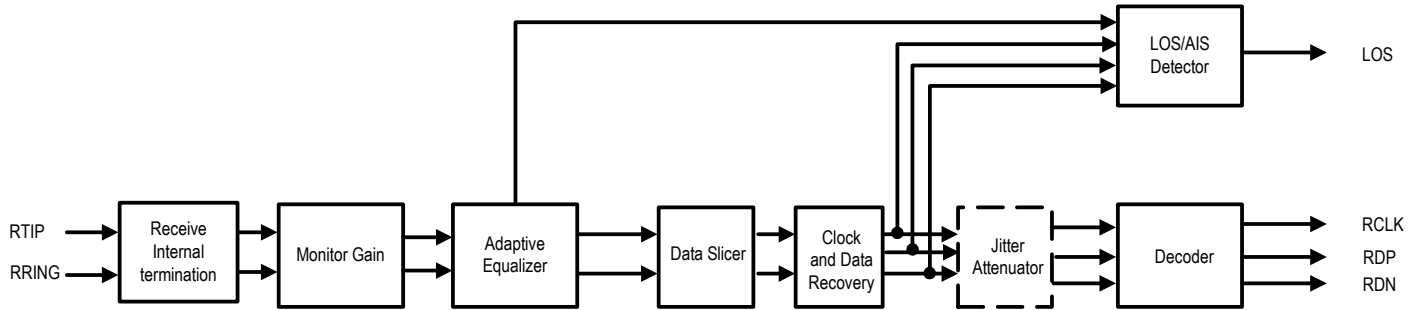 LOS/AIS
Detector
LOS
RTIP
RRING
Receive
Internal
termination
Monitor Gain
Adaptive
Equalizer
Data Slicer
Clock
and Data
Recovery
Jitter
Attenuator
Decoder
RCLK
RDP
RDN